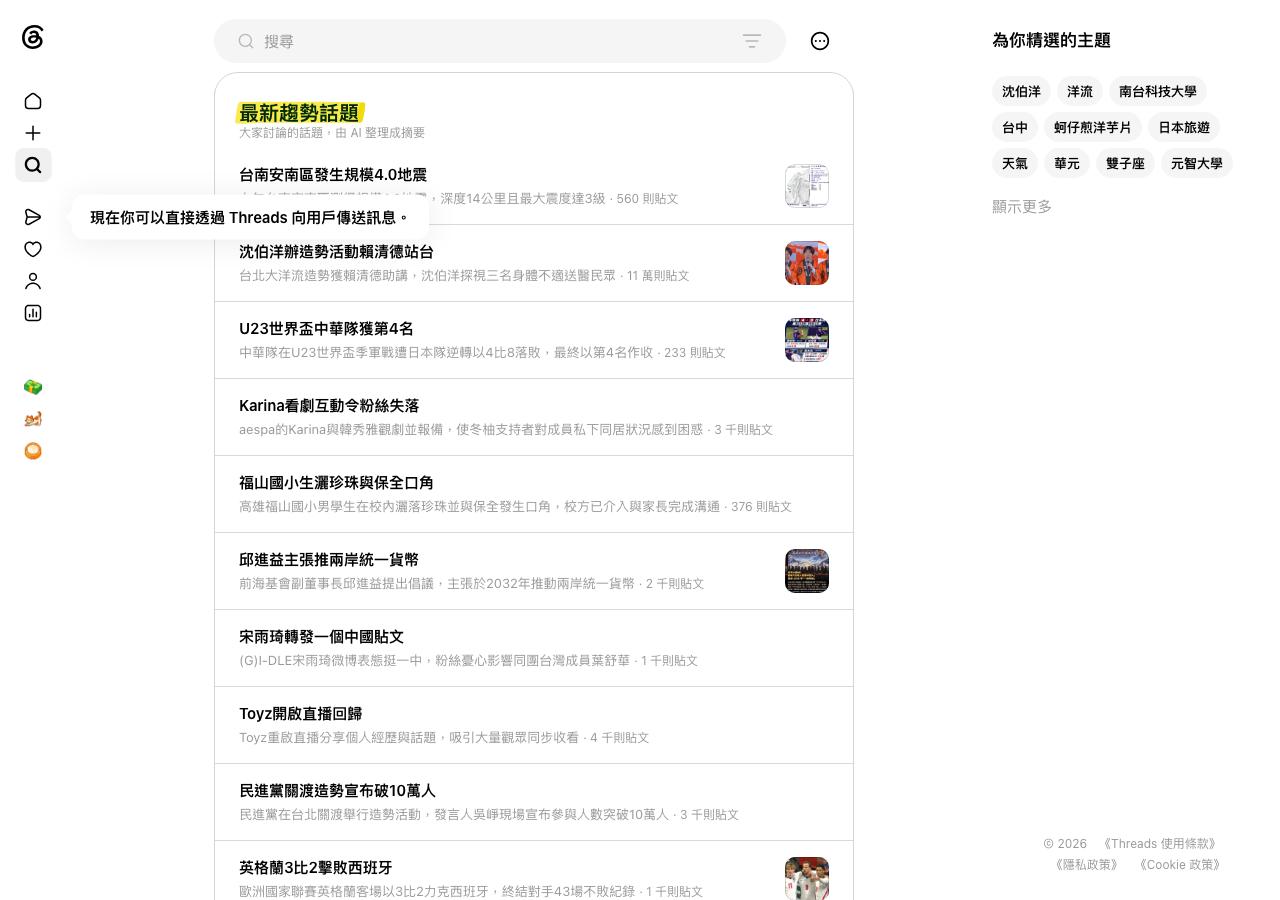 搜尋
最新趨勢話題
大家討論的話題，由 AI 整理成摘要
台南安南區發生規模4.0地震
，深度14公里且最大震度達3級 · 560 則貼文
現在你可以直接透過 Threads 向用戶傳送訊息。
沈伯洋辦造勢活動賴清德站台
台北大洋流造勢獲賴清德助講，沈伯洋探視三名身體不適送醫民眾 · 11 萬則貼文
U23世界盃中華隊獲第4名
中華隊在U23世界盃季軍戰遭日本隊逆轉以4比8落敗，最終以第4名作收 · 233 則貼文
Karina看劇互動令粉絲失落
aespa的Karina與韓秀雅觀劇並報備，使冬柚支持者對成員私下同居狀況感到困惑 · 3 千則貼文
福山國小生灑珍珠與保全口角
高雄福山國小男學生在校內灑落珍珠並與保全發生口角，校方已介入與家長完成溝通 · 376 則貼文
邱進益主張推兩岸統一貨幣
前海基會副董事長邱進益提出倡議，主張於2032年推動兩岸統一貨幣 · 2 千則貼文
宋雨琦轉發一個中國貼文
(G)I-DLE宋雨琦微博表態挺一中，粉絲憂心影響同團台灣成員葉舒華 · 1 千則貼文
Toyz開啟直播回歸
Toyz重啟直播分享個人經歷與話題，吸引大量觀眾同步收看 · 4 千則貼文
民進黨關渡造勢宣布破10萬人
民進黨在台北關渡舉行造勢活動，發言人吳崢現場宣布參與人數突破10萬人 · 3 千則貼文
英格蘭3比2擊敗西班牙
歐洲國家聯賽英格蘭客場以3比2力克西班牙，終結對手43場不敗紀錄 · 1 千則貼文
為你精選的主題
沈伯洋 洋流 南台科技大學
台中 蚵仔煎洋芋片 日本旅遊
天氣 華元 雙子座 元智大學
顯示更多
© 2026 《Threads 使用條款》
《隱私政策》 《Cookie 政策》